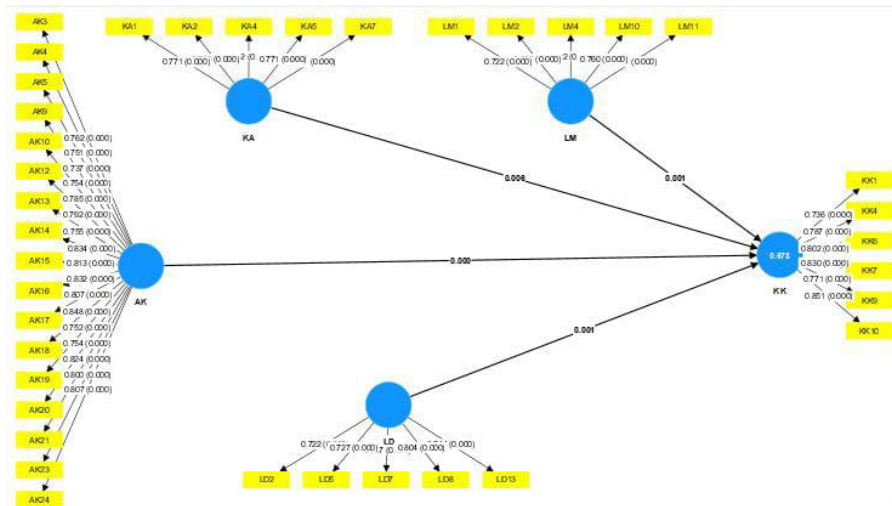 AK3
AK4
AK5
AK9
AK10
AK12
AK13
AK14
AK15
AK16
AK17
AK18
AK19
AK20
AK21
AK23
AK24
0.762 (0.000)
0.751 (0.000)
0.737 (0.000)
0.754 (0.000)
0.785 (0.000)
0.792 (0.000)
0.755 (0.000)
0.834 (0.000)
0.813 (0.000)
0.832 (0.000)
0.807 (0.000)
0.848 (0.000)
0.752 (0.000)
0.754 (0.000)
0.824 (0.000)
0.800 (0.000)
0.807 (0.000)
AK
KA1 KA2 KA4 KA5 KA7
0.771 (0.000) (0.000) 0.771 (0.000) (0.000)
KA
LM1 LM2 LM4 LM10 LM11
0.722 (0.000) (0.000) 0.760 (0.000) (0.000)
LM
0.001
0.001
KK
KK1
KK4
KK7
KK9
KK10
0.736 (0.000)
0.787 (0.000)
0.802 (0.000)
0.830 (0.000)
0.771 (0.000)
0.851 (0.000)
LD
0.722 0.727 (0.000) 0.804 (0.000) (0.000)
LD2 LD5 LD7 LD8 LD13